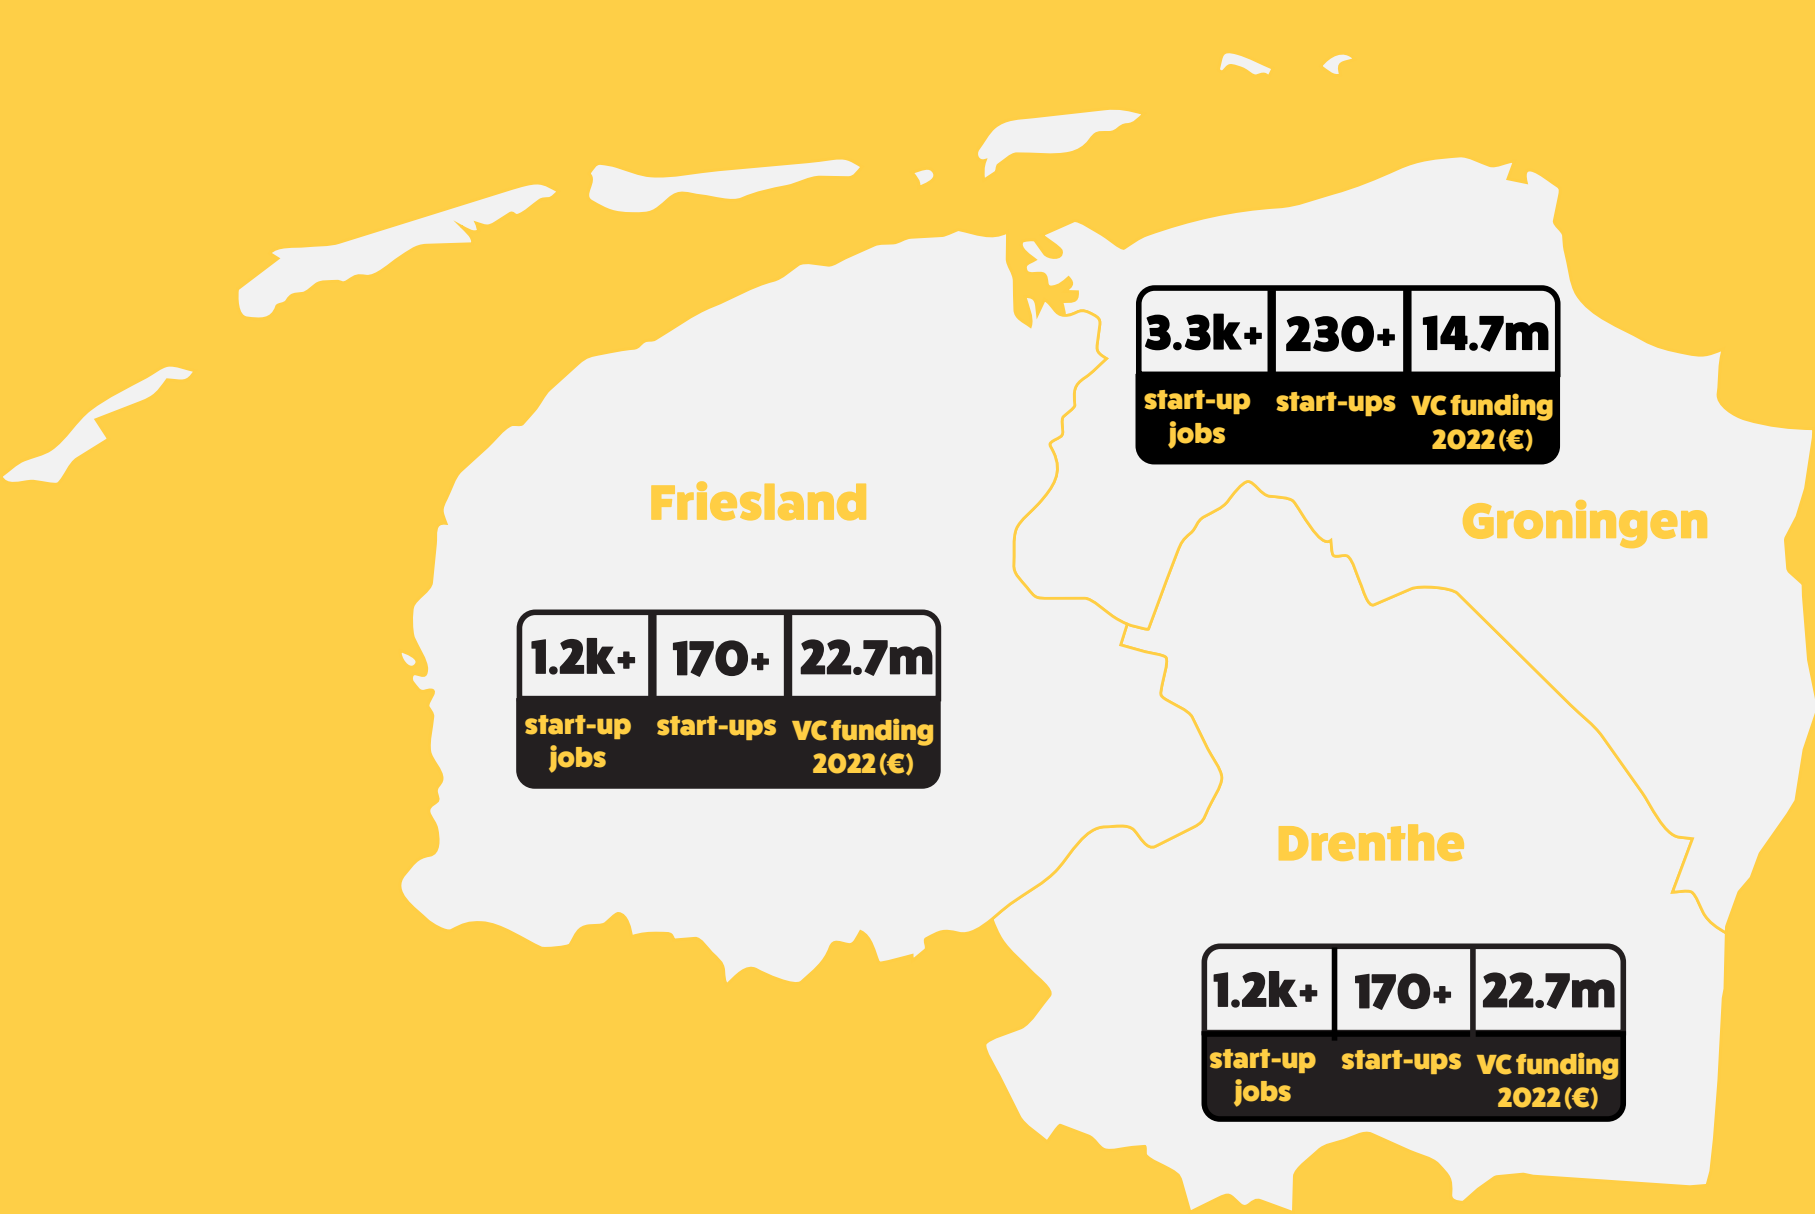 3.3k+ 230+ 14.7m
start-up start-ups VC funding
jobs 2022 (€)
Friesland
Groningen
1.2k+ 170+ 22.7m
start-up start-ups VC funding
jobs 2022 (€)
Drenthe
1.2k+ 170+ 22.7m
start-up start-ups VC funding
jobs 2022 (€)